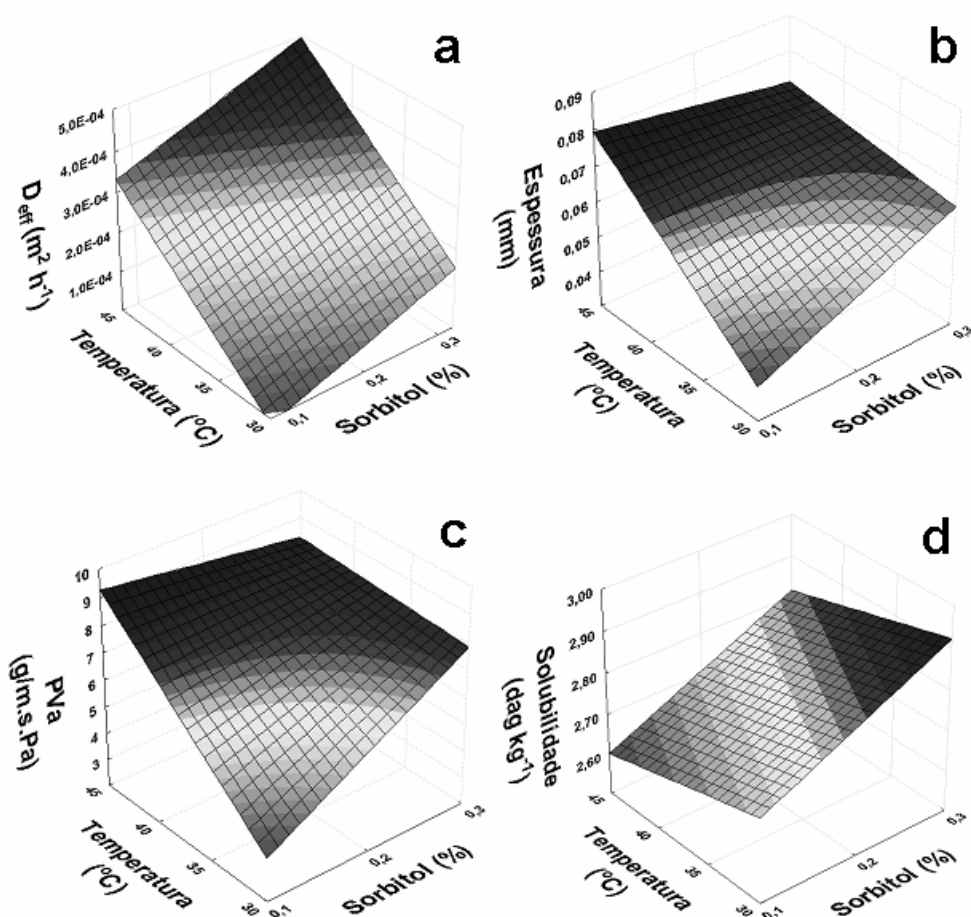 a
5,0E-04
4,0E-04
3,0E-04
2,0E-04
1,0E-04
D eff (m² h⁻¹)
45
40
35
30
Temperatura (ºC)
0,1
0,2
0,3
Sorbitol (%)
b
0,09
0,08
0,07
0,06
0,05
0,04
Espessura
(mm)
45
40
35
30
Temperatura
(ºC)
0,1
0,2
0,3
Sorbitol (%)
c
10
9
8
7
6
5
4
3
PVa
(g/m.s.Pa)
45
40
35
30
Temperatura
(ºC)
0,1
0,2
0,3
Sorbitol (%)
d
3,00
2,90
2,80
2,70
2,60
Solubilidade
(dag kg⁻¹)
45
40
35
30
Temperatura
(ºC)
0,1
0,2
0,3
Sorbitol (%)